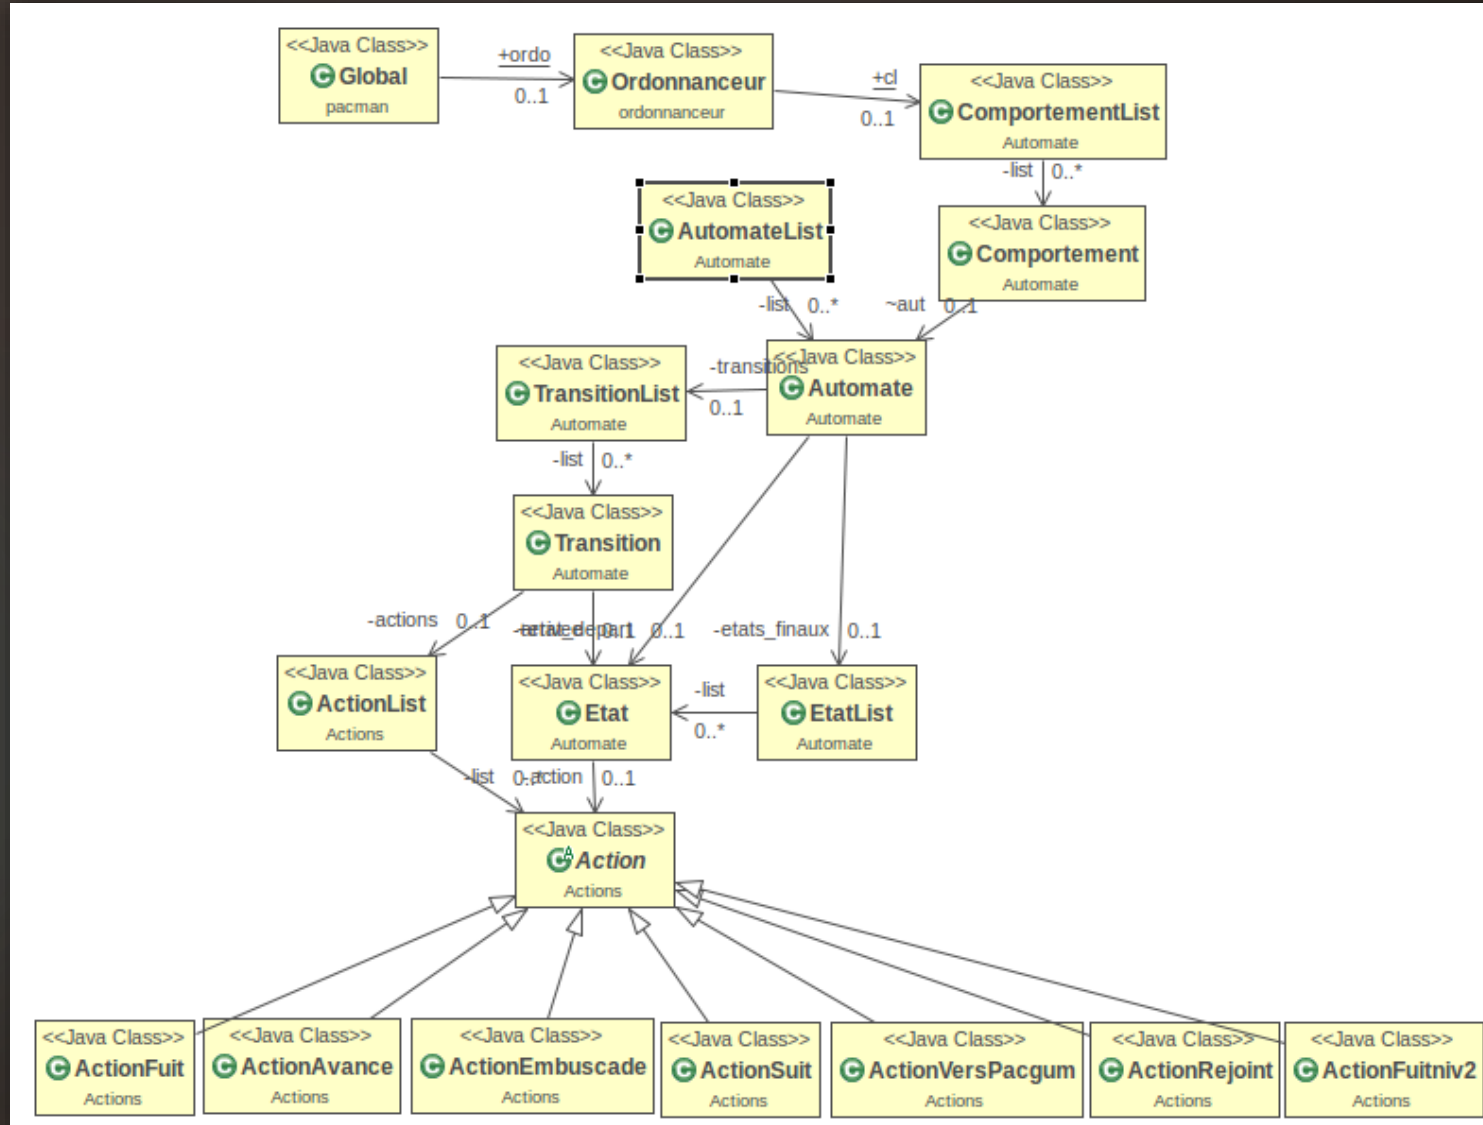 <<Java Class>>
Global
pacman
+ordo
0..1
<<Java Class>>
Ordonnanceur
ordonnanceur
+cl
0..1
<<Java Class>>
ComportementList
Automate
-list 0..*
<<Java Class>>
AutomateList
Automate
<<Java Class>>
Comportement
Automate
-list 0..*
~aut 0..1
<<Java Class>>
TransitionList
Automate
-transitions
0..1
<<Java Class>>
Automate
Automate
-list 0..*
<<Java Class>>
Transition
Automate
-actions 0..1
0..1 0..1
-etats_finaux 0..1
<<Java Class>>
ActionList
Actions
<<Java Class>>
Etat
Automate
-list
0..*
<<Java Class>>
EtatList
Automate
-list 0..*
-action 0..1
<<Java Class>>
Action
Actions
<<Java Class>>
ActionFuit
Actions
<<Java Class>>
ActionAvance
Actions
<<Java Class>>
ActionEmbuscade
Actions
<<Java Class>>
ActionSuit
Actions
<<Java Class>>
ActionVersPacgum
Actions
<<Java Class>>
ActionRejoint
Actions
<<Java Class>>
ActionFuitniv2
Actions